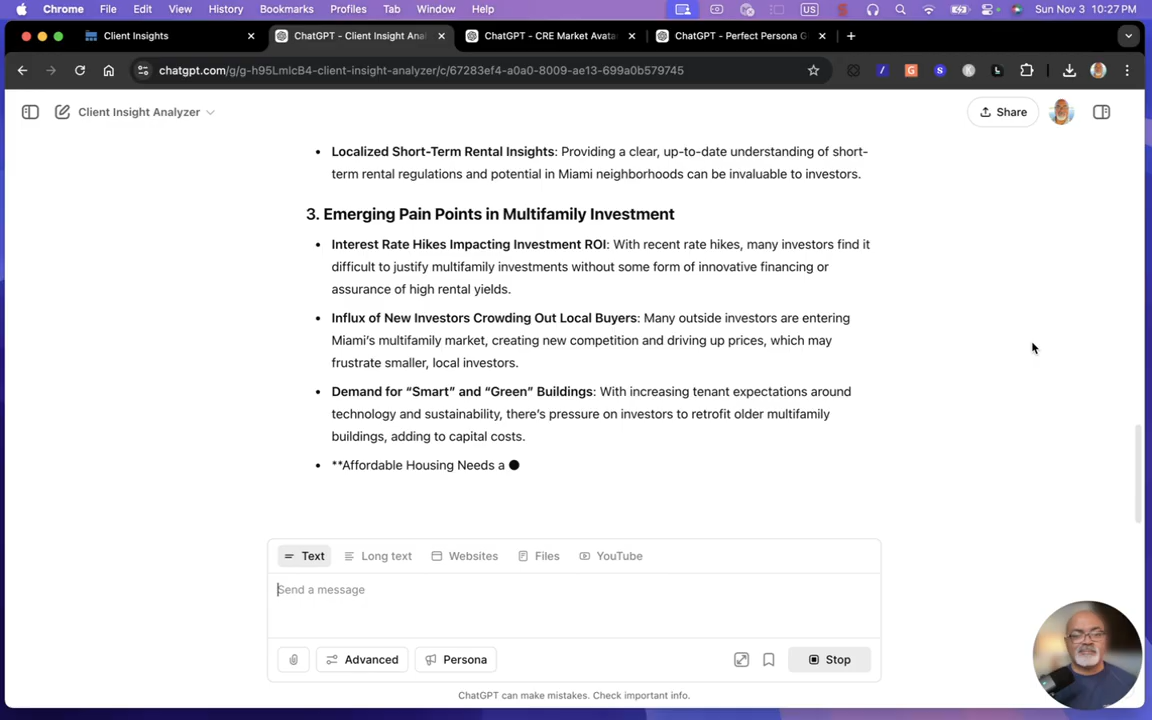 Chrome File Edit View History Bookmarks Profiles Tab Window Help US Sun Nov 3 10:27 PM
Client Insights ChatGPT - Client Insight Anal ChatGPT - CRE Market Avata ChatGPT - Perfect Persona G
chatgpt.com/g/g-h95LmlcB4-client-insight-analyzer/c/67283ef4-a0a0-8009-ae13-699a0b579745
Client Insight Analyzer Share
• Localized Short-Term Rental Insights: Providing a clear, up-to-date understanding of short-
term rental regulations and potential in Miami neighborhoods can be invaluable to investors.
3. Emerging Pain Points in Multifamily Investment
• Interest Rate Hikes Impacting Investment ROI: With recent rate hikes, many investors find it
difficult to justify multifamily investments without some form of innovative financing or
assurance of high rental yields.
• Influx of New Investors Crowding Out Local Buyers: Many outside investors are entering
Miami’s multifamily market, creating new competition and driving up prices, which may
frustrate smaller, local investors.
• Demand for “Smart” and “Green” Buildings: With increasing tenant expectations around
technology and sustainability, there’s pressure on investors to retrofit older multifamily
buildings, adding to capital costs.
• **Affordable Housing Needs a
Text Long text Websites Files YouTube
Send a message
Advanced Persona Stop
ChatGPT can make mistakes. Check important info.